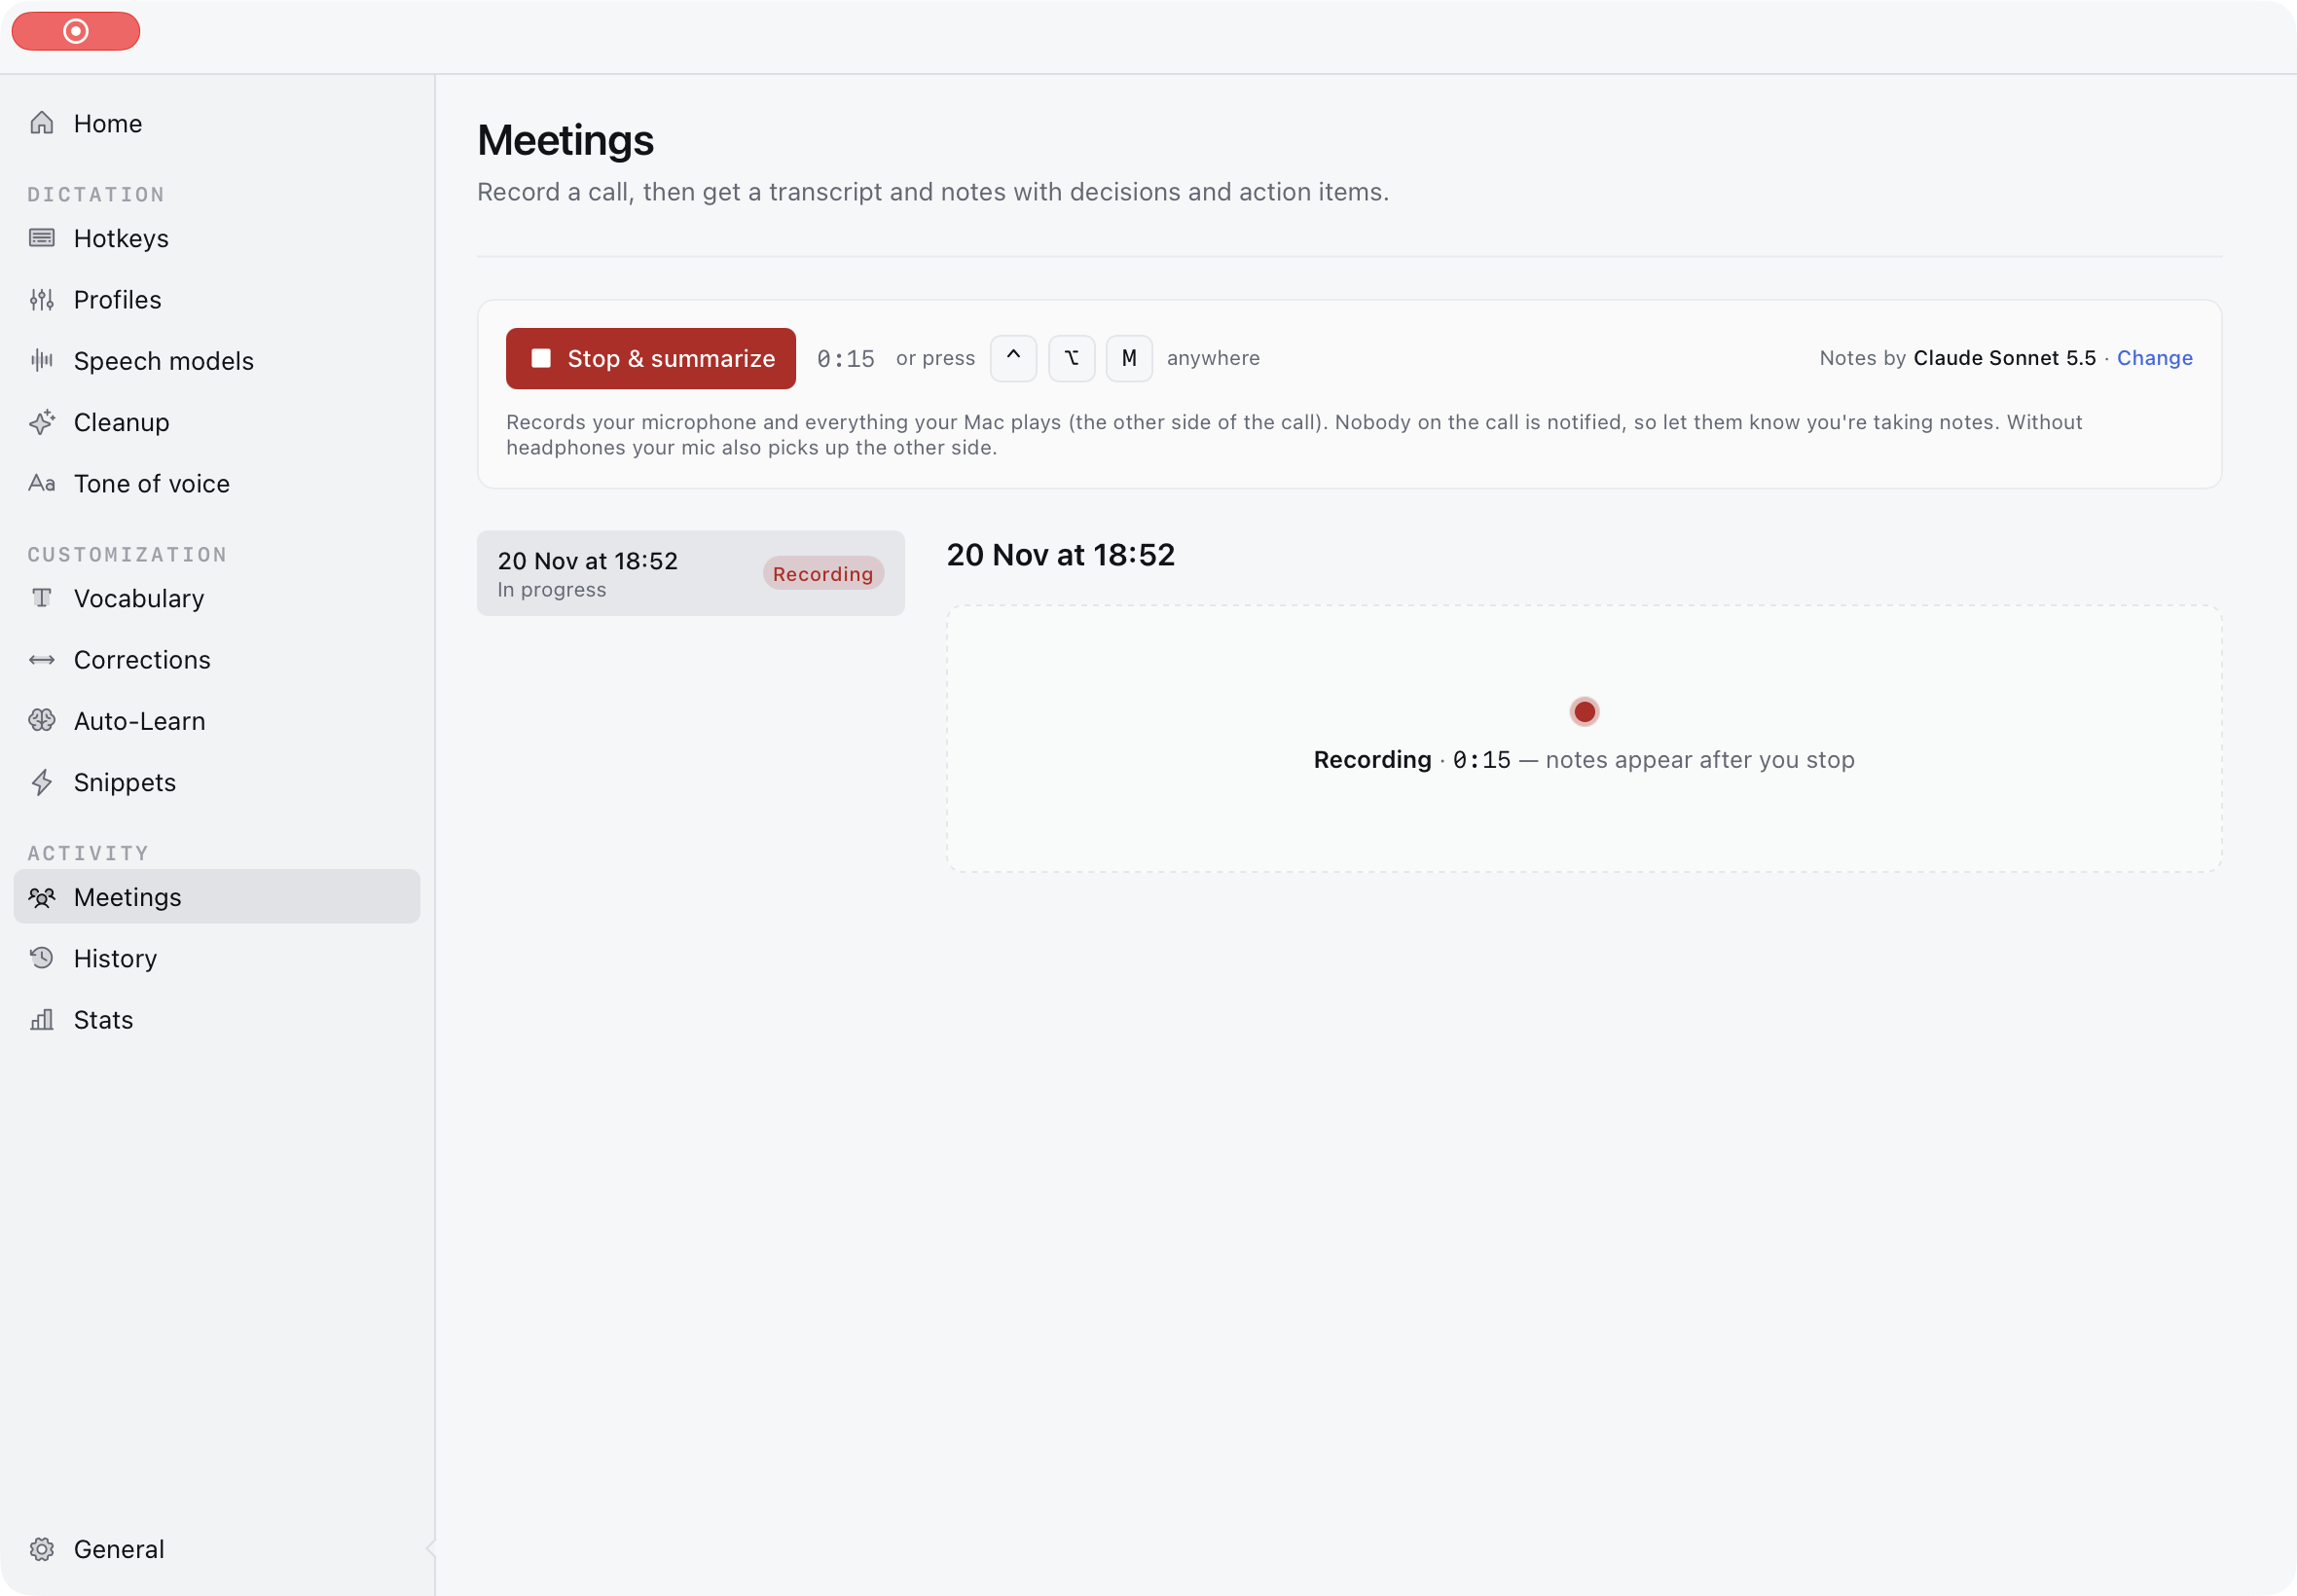 Home
DICTATION
Hotkeys
Profiles
Speech models
Cleanup
Aa Tone of voice
CUSTOMIZATION
Vocabulary
Corrections
Auto-Learn
Snippets
ACTIVITY
Meetings
History
Stats
General
Meetings
Record a call, then get a transcript and notes with decisions and action items.
Stop & summarize 0:15 or press ^ ⌥ M anywhere
Notes by Claude Sonnet 5.5 · Change
Records your microphone and everything your Mac plays (the other side of the call). Nobody on the call is notified, so let them know you're taking notes. Without
headphones your mic also picks up the other side.
20 Nov at 18:52
In progress
Recording
20 Nov at 18:52
Recording · 0:15 — notes appear after you stop